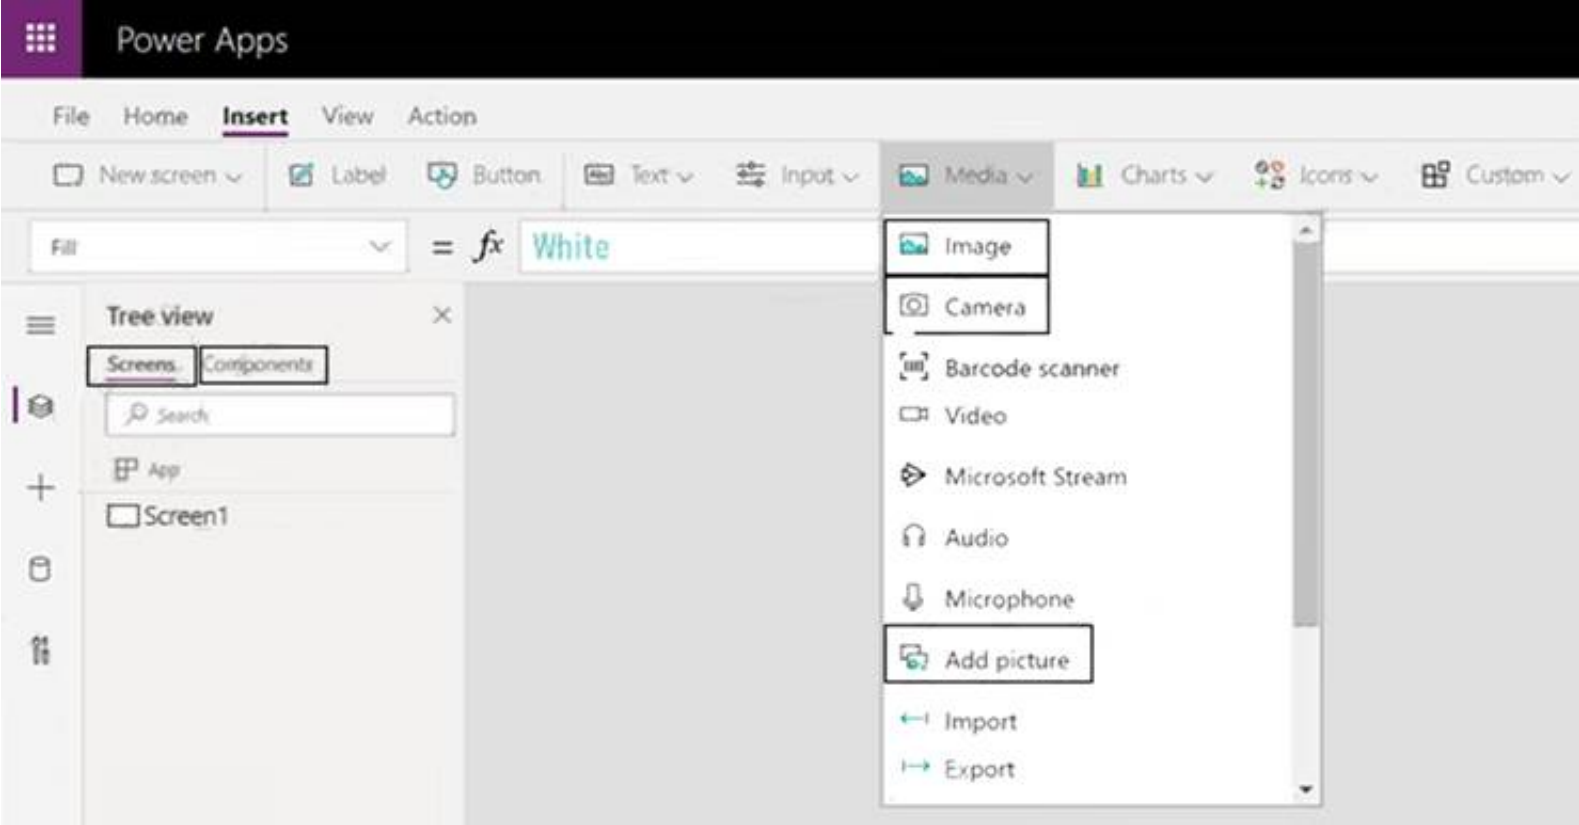 Power Apps
File Home Insert View Action
New screen Label Button Text Input Media Charts Icons Custom
Fill = fx White
Tree view
Screens Components
Search
App
Screen1
Image
Camera
Barcode scanner
Video
Microsoft Stream
Audio
Microphone
Add picture
Import
Export